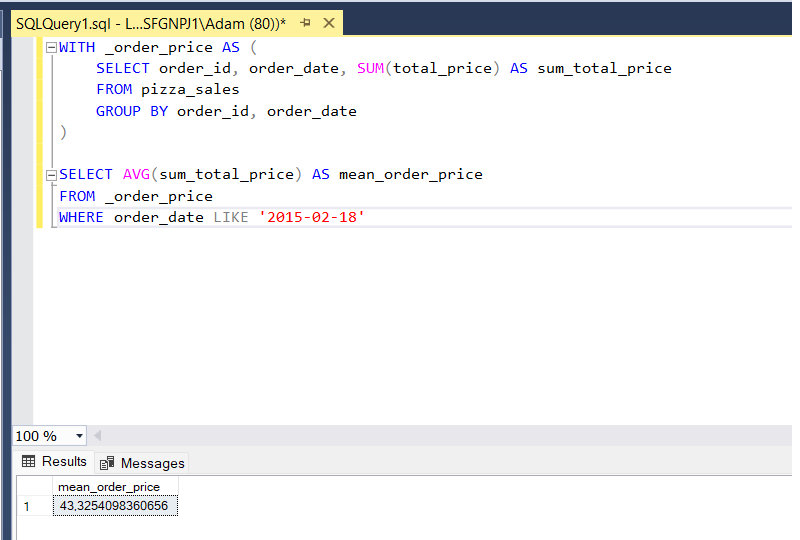 SQLQuery1.sql - L...SFGNPJ1\Adam (80))*
WITH _order_price AS (
SELECT order_id, order_date, SUM(total_price) AS sum_total_price
FROM pizza_sales
GROUP BY order_id, order_date
)
SELECT AVG(sum_total_price) AS mean_order_price
FROM _order_price
WHERE order_date LIKE '2015-02-18'
100 %
Results Messages
mean_order_price
1 43,3254098360656